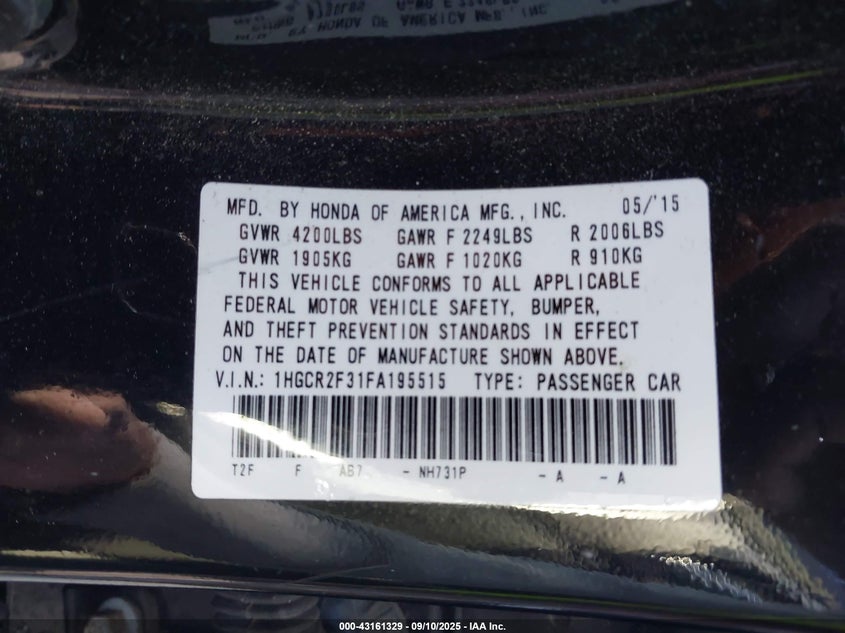 MFD. BY HONDA OF AMERICA MFG., INC. 05/'15
GVWR 4200LBS GAWR F 2249LBS R 2006LBS
GVWR 1905KG GAWR F 1020KG R 910KG
THIS VEHICLE CONFORMS TO ALL APPLICABLE
FEDERAL MOTOR VEHICLE SAFETY, BUMPER,
AND THEFT PREVENTION STANDARDS IN EFFECT
ON THE DATE OF MANUFACTURE SHOWN ABOVE.
V.I.N.: 1HGCR2F31FA195515 TYPE: PASSENGER CAR
T2F F AB7 - NH731P - A - A
000-43161329 - 09/10/2025 - IAA Inc.